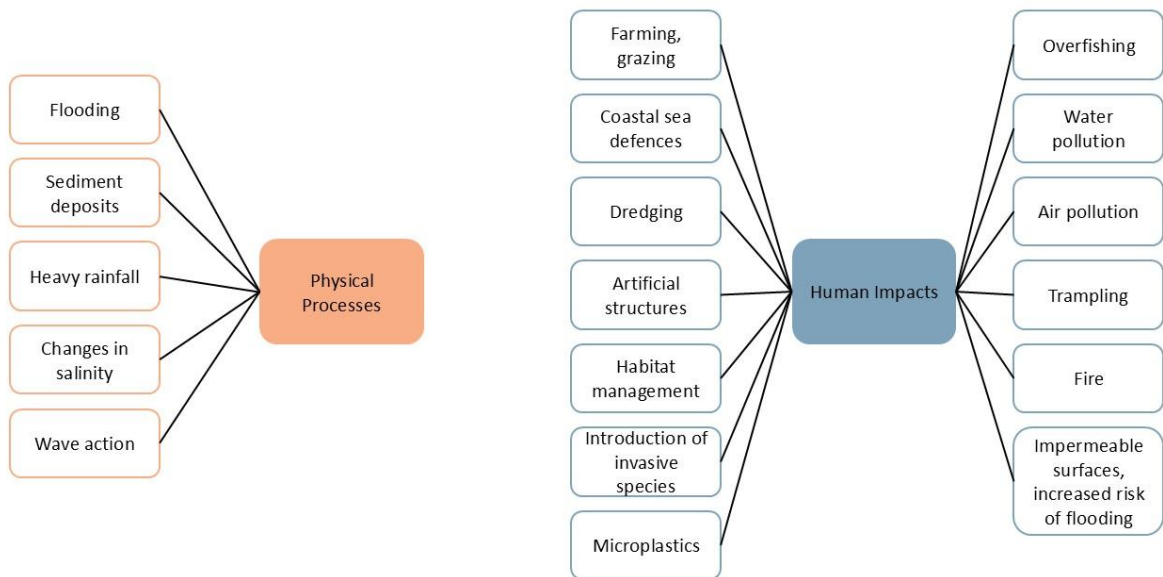 Flooding
Sediment
deposits
Heavy rainfall
Changes in
salinity
Wave action
Physical
Processes
Farming,
grazing
Coastal sea
defences
Dredging
Artificial
structures
Habitat
management
Introduction of
invasive
species
Microplastics
Human Impacts
Overfishing
Water
pollution
Air pollution
Trampling
Fire
Impermeable
surfaces,
increased risk
of flooding